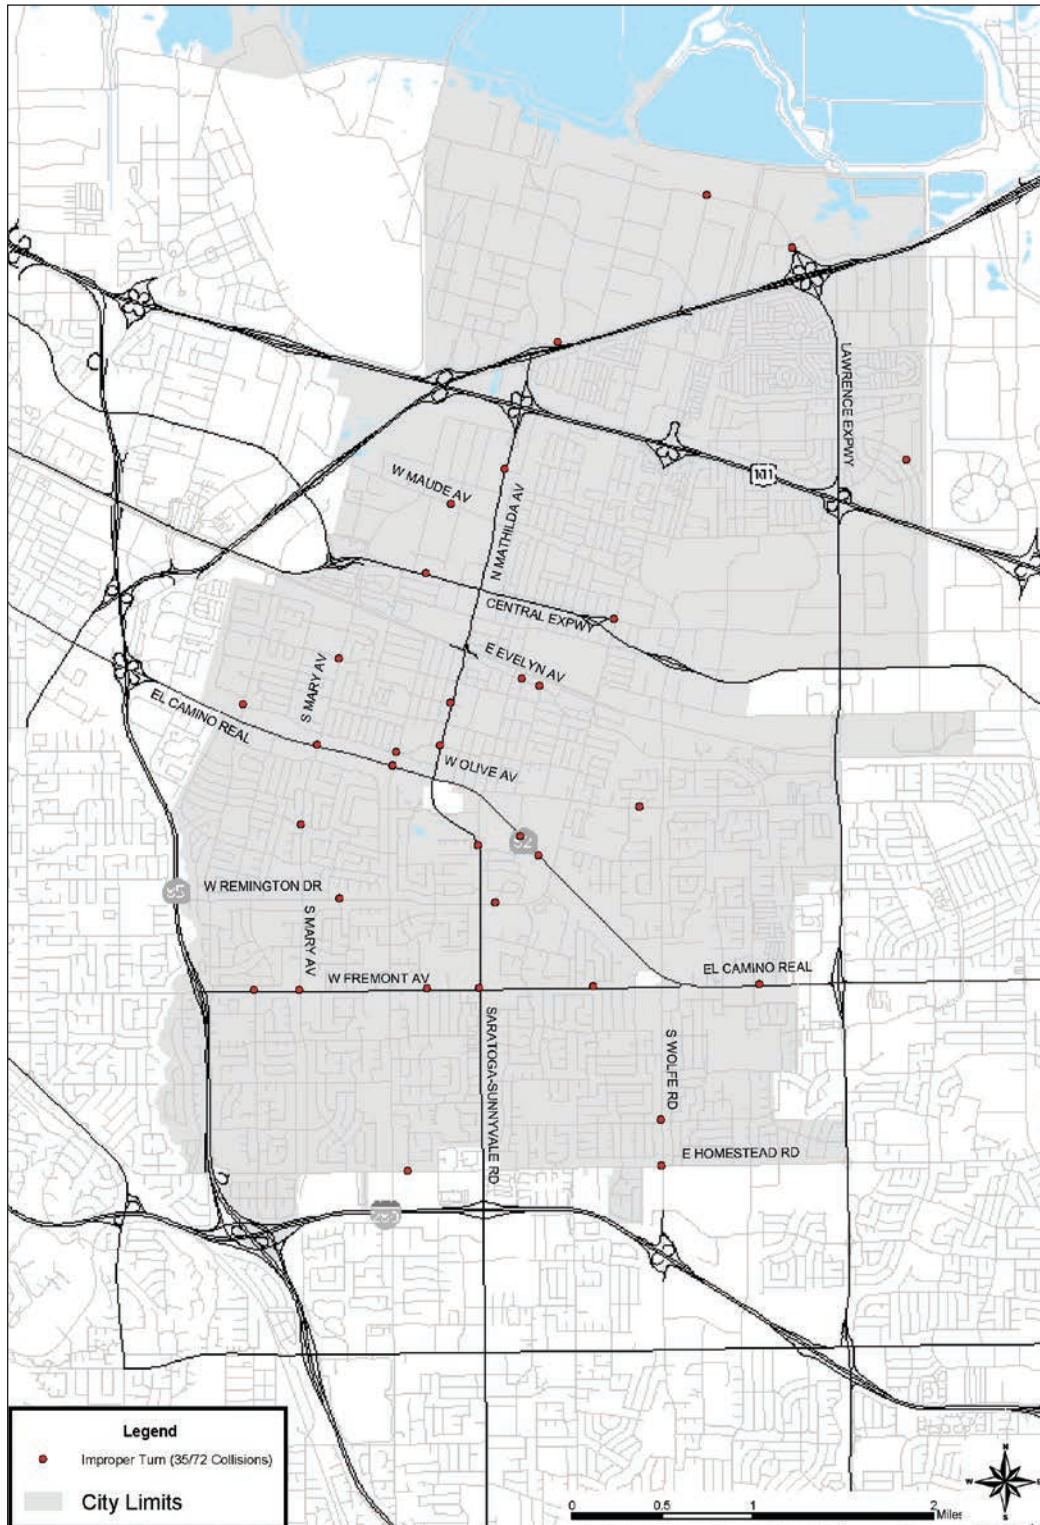 LAWRENCE EXPWY
W MAUDE AV
101
N MATHILDA AV
CENTRAL EXPWY
E EVELYN AV
S MARY AV
EL CAMINO REAL
W OLIVE AV
W REMINGTON DR
S MARY AV
W FREMONT AV
EL CAMINO REAL
SARATOGA-SUNNYVALE RD
S WOLFE RD
E HOMESTEAD RD
Legend
Improper Turn (35/72 Collisions)
City Limits
0 0.5 1 2
Miles
N
W E
S